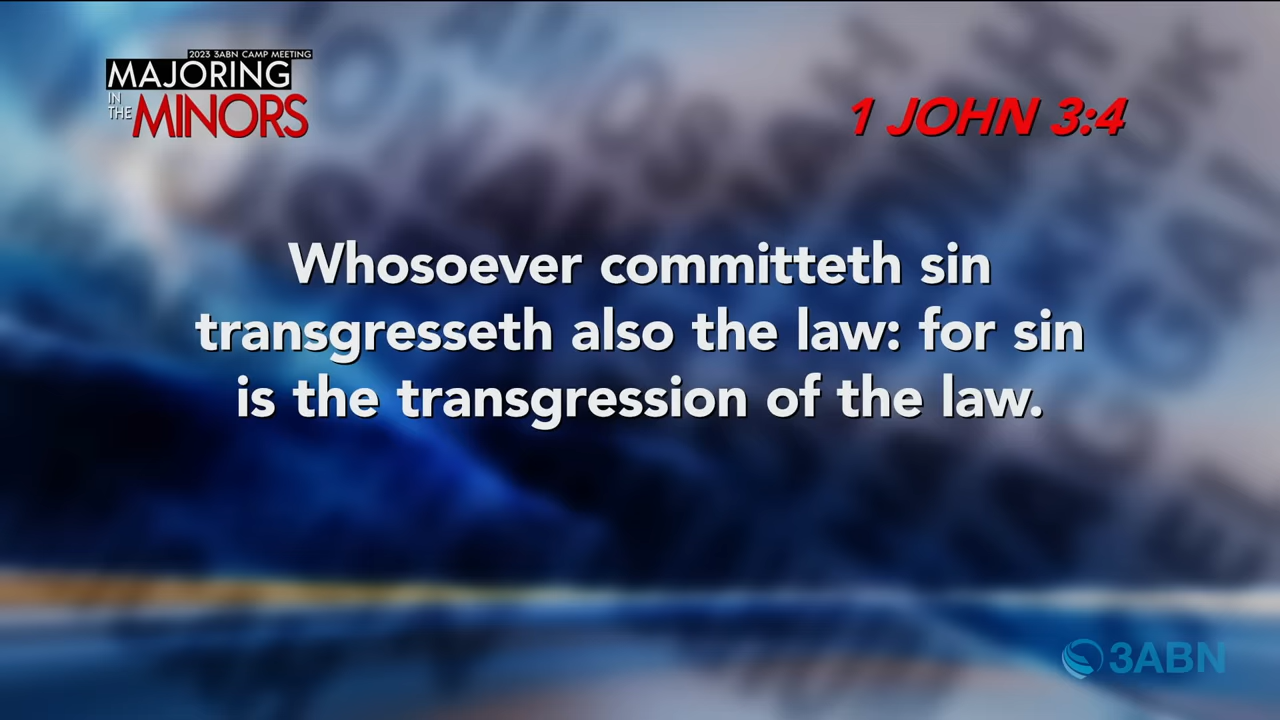 2023 3ABN CAMP MEETING
MAJORING
IN THE
MINORS
1 JOHN 3:4
Whosoever committeth sin
transgresseth also the law: for sin
is the transgression of the law.
3ABN